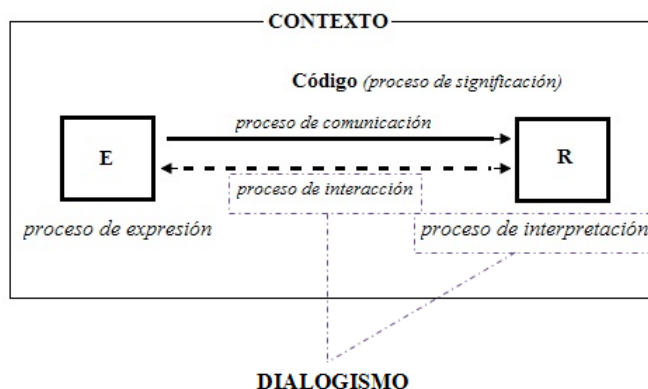 CONTEXTO
Código (proceso de significación)
proceso de comunicación
E
R
proceso de interacción
proceso de expresión
proceso de interpretación
DIALOGISMO